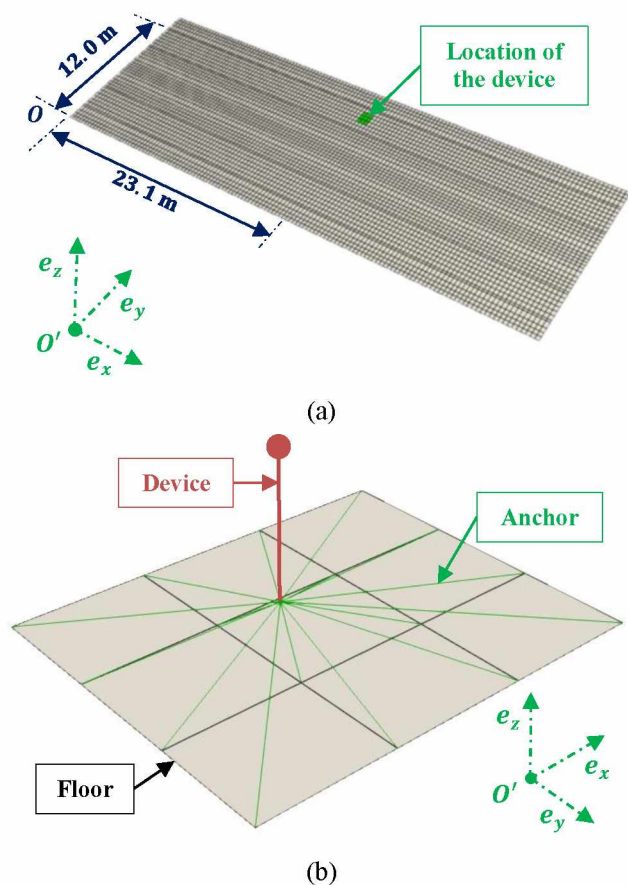 12.0 m
Location of
the device
O
23.1 m
e_z
e_y
O'
e_x
(a)
Device
Anchor
e_z
e_x
Floor
O'
e_y
(b)